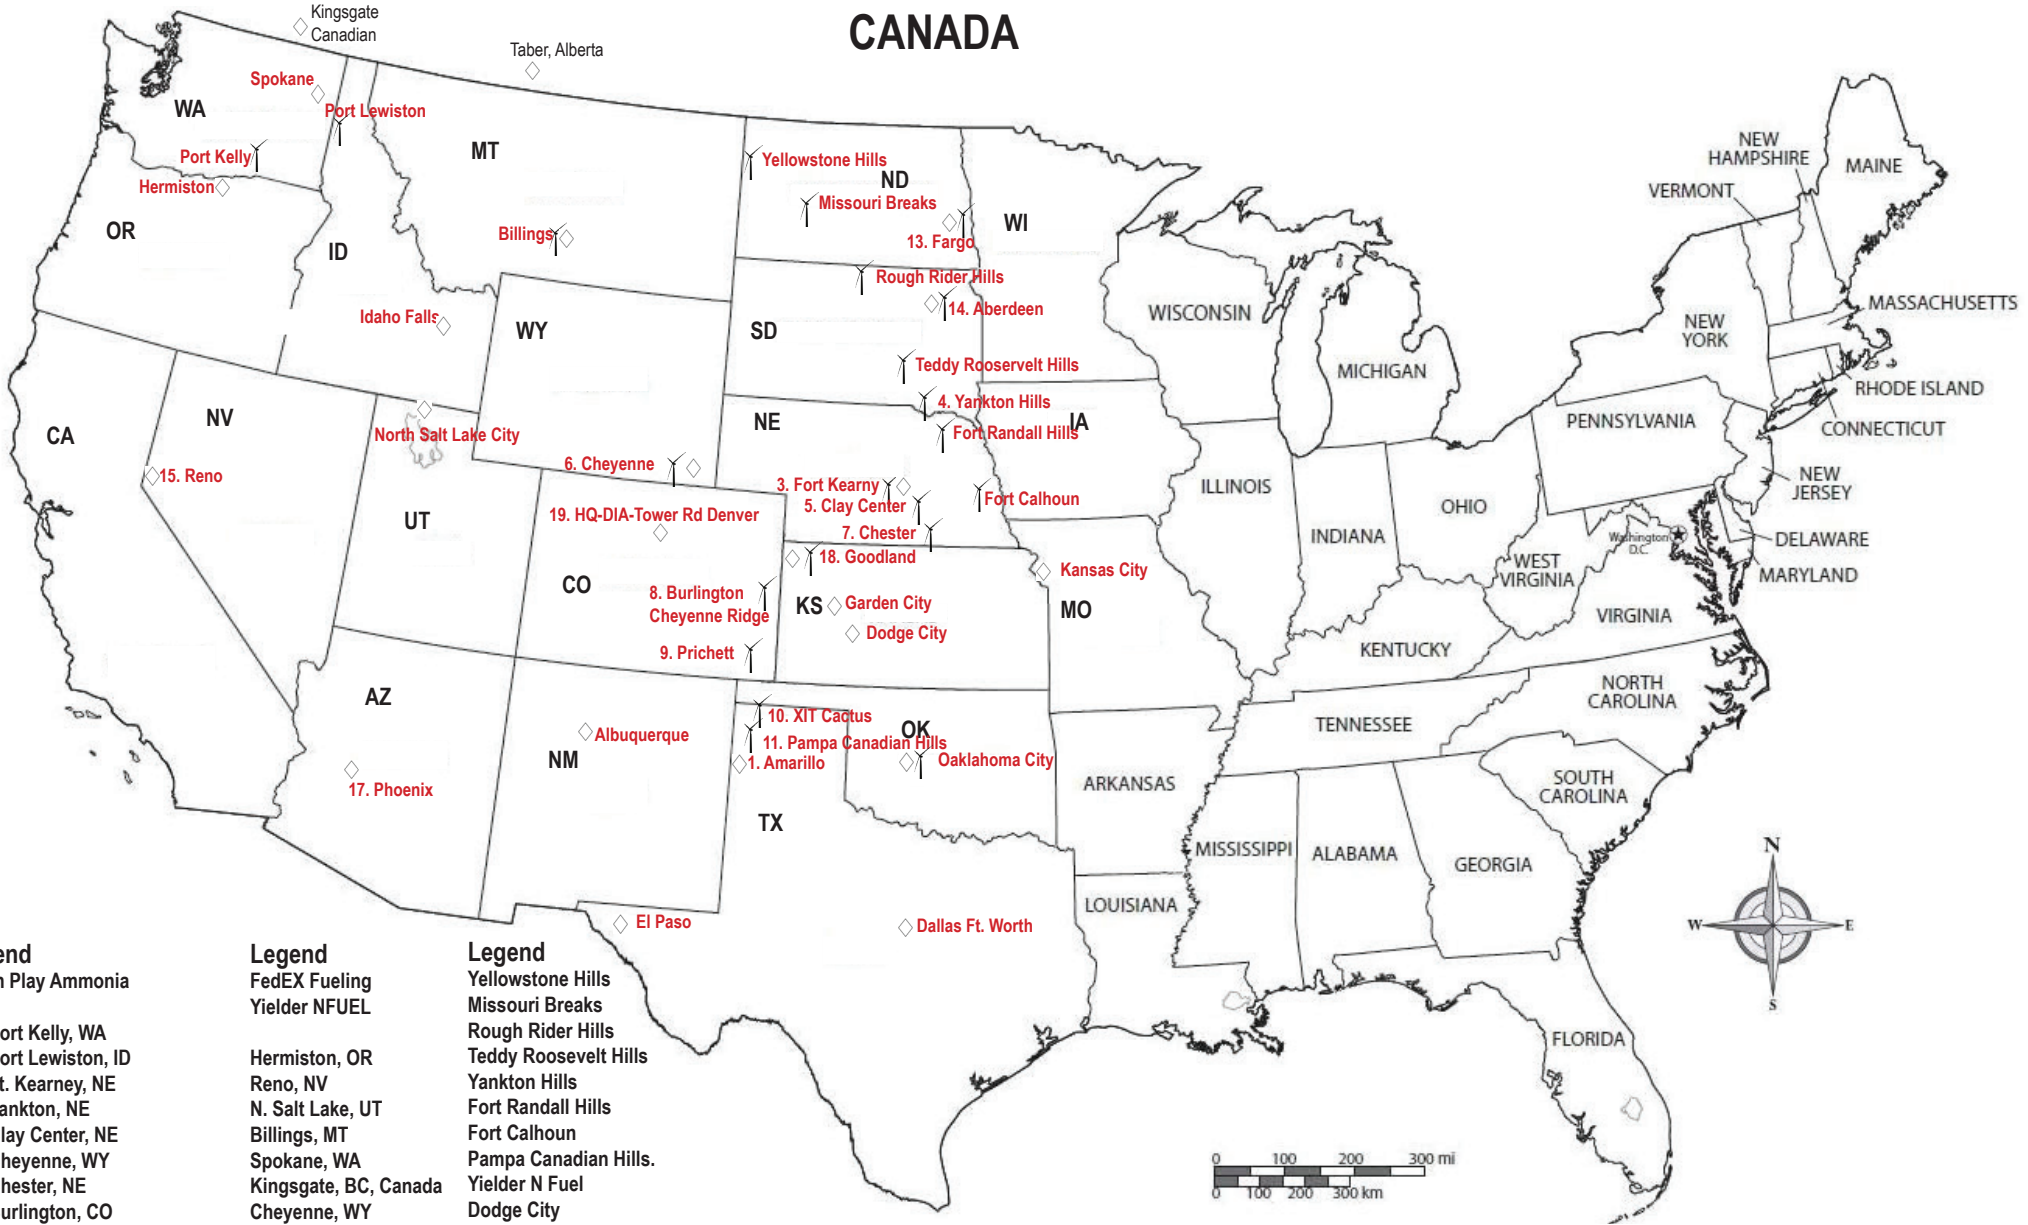 Kingsgate
Canadian
CANADA
Taber, Alberta
Spokane
WA
Port Lewiston
Port Kelly
Hermiston
MT
Yellowstone Hills
ND
Missouri Breaks
13. Fargo
WI
NEW
HAMPSHIRE
VERMONT
MAINE
OR
ID
Billings
Rough Rider Hills
14. Aberdeen
Idaho Falls
WY
SD
WISCONSIN
MICHIGAN
NEW
YORK
MASSACHUSETTS
RHODE ISLAND
CONNECTICUT
Teddy Rooservelt Hills
4. Yankton Hills
NE
IA
Fort Randall Hills
PENNSYLVANIA
CA
NV
North Salt Lake City
15. Reno
6. Cheyenne
3. Fort Kearny
5. Clay Center
Fort Calhoun
7. Chester
ILLINOIS
INDIANA
OHIO
NEW
JERSEY
UT
19. HQ-DIA-Tower Rd Denver
18. Goodland
Kansas City
Washington
D.C.
DELAWARE
MARYLAND
WEST
VIRGINIA
VIRGINIA
CO
8. Burlington
Cheyenne Ridge
KS
Garden City
Dodge City
MO
9. Prichett
KENTUCKY
AZ
NORTH
CAROLINA
10. XIT Cactus
TENNESSEE
OK
Albuquerque
NM
11. Pampa Canadian Hills
1. Amarillo
Oaklahoma City
17. Phoenix
ARKANSAS
SOUTH
CAROLINA
TX
MISSISSIPPI
ALABAMA
GEORGIA
N
W
E
S
LOUISIANA
El Paso
Dallas Ft. Worth
FLORIDA
end
n Play Ammonia
ort Kelly, WA
ort Lewiston, ID
t. Kearney, NE
ankton, NE
lay Center, NE
heyenne, WY
hester, NE
urlington, CO
Legend
FedEX Fueling
Yielder NFUEL
Hermiston, OR
Reno, NV
N. Salt Lake, UT
Billings, MT
Spokane, WA
Kingsgate, BC, Canada
Cheyenne, WY
Legend
Yellowstone Hills
Missouri Breaks
Rough Rider Hills
Teddy Roosevelt Hills
Yankton Hills
Fort Randall Hills
Fort Calhoun
Pampa Canadian Hills.
Yielder N Fuel
Dodge City
0 100 200 300 mi
0 100 200 300 km